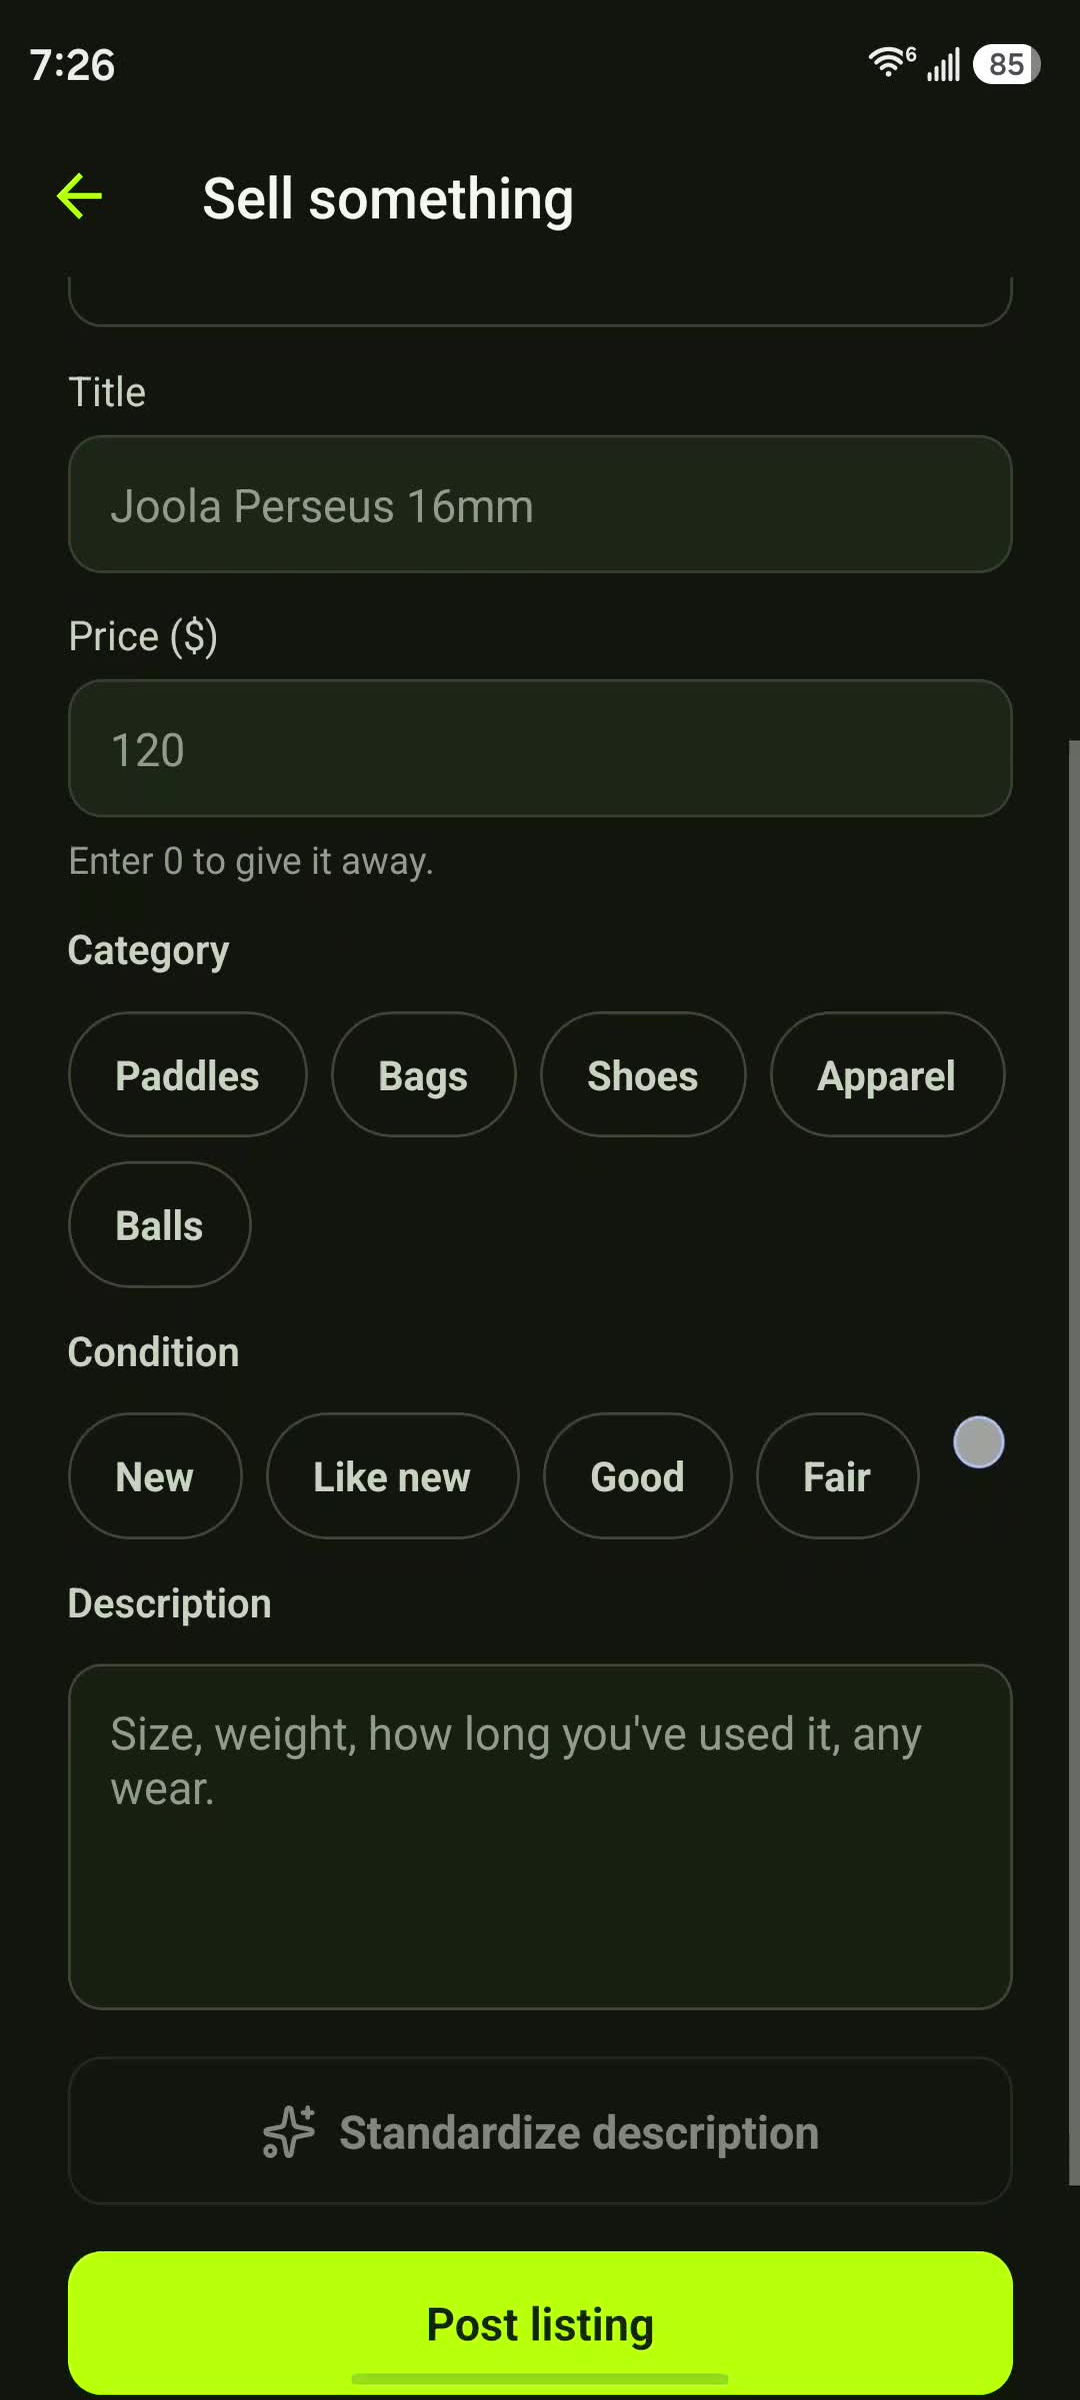 7:26
6
85
Sell something
Title
Joola Perseus 16mm
Price ($)
120
Enter 0 to give it away.
Category
Paddles Bags Shoes Apparel
Balls
Condition
New Like new Good Fair
Description
Size, weight, how long you've used it, any
wear.
Standardize description
Post listing